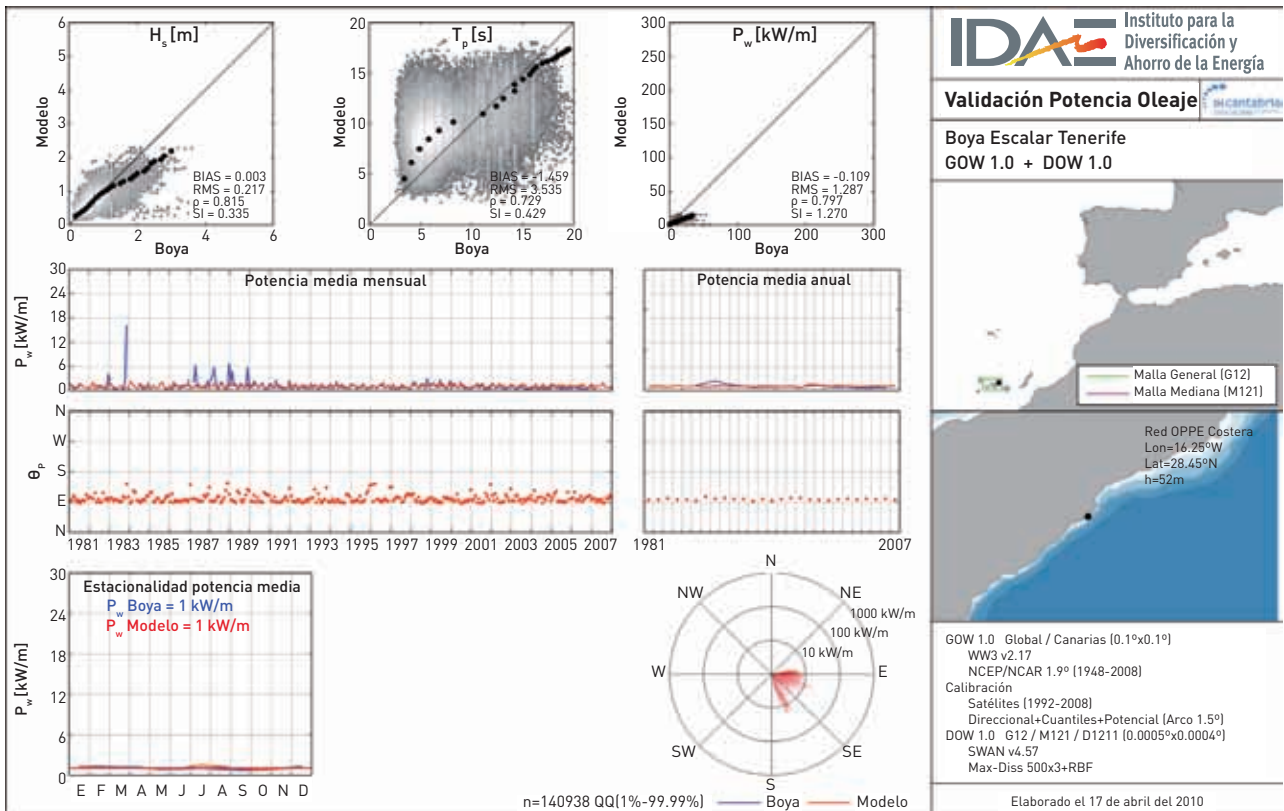 H_s [m]
6
5
4
3
2
1
0
0 2 4 6
Modelo
Boya
BIAS = 0.003
RMS = 0.217
ρ = 0.815
SI = 0.335
T_p [s]
20
15
10
5
0
0 5 10 15 20
Modelo
Boya
BIAS = -1.459
RMS = 3.535
ρ = 0.729
SI = 0.429
P_w [kW/m]
300
250
200
150
100
50
0
0 100 200 300
Modelo
Boya
BIAS = -0.109
RMS = 1.287
ρ = 0.797
SI = 1.270
Potencia media mensual
P_w [kW/m]
30
24
18
12
6
0
Potencia media anual
θ_P
N
W
S
E
N
1981 1983 1985 1987 1989 1991 1993 1995 1997 1999 2001 2003 2005 2007
1981 2007
Estacionalidad potencia media
P_w Boya = 1 kW/m
P_w Modelo = 1 kW/m
P_w [kW/m]
30
24
18
12
6
0
E F M A M J J A S O N D
N
NE
E
SE
S
SW
W
NW
1000 kW/m
100 kW/m
10 kW/m
n=140938 QQ(1%-99.99%) Boya Modelo
IDAE
Instituto para la
Diversificación y
Ahorro de la Energía
Validación Potencia Oleaje
ih cantabria
Boya Escalar Tenerife
GOW 1.0 + DOW 1.0
Malla General (G12)
Malla Mediana (M121)
Red OPPE Costera
Lon=16.25ºW
Lat=28.45ºN
h=52m
GOW 1.0 Global / Canarias (0.1ºx0.1º)
WW3 v2.17
NCEP/NCAR 1.9º (1948-2008)
Calibración
Satélites (1992-2008)
Direccional+Cuantiles+Potencial (Arco 1.5º)
DOW 1.0 G12 / M121 / D1211 (0.0005ºx0.0004º)
SWAN v4.57
Max-Diss 500x3+RBF
Elaborado el 17 de abril del 2010